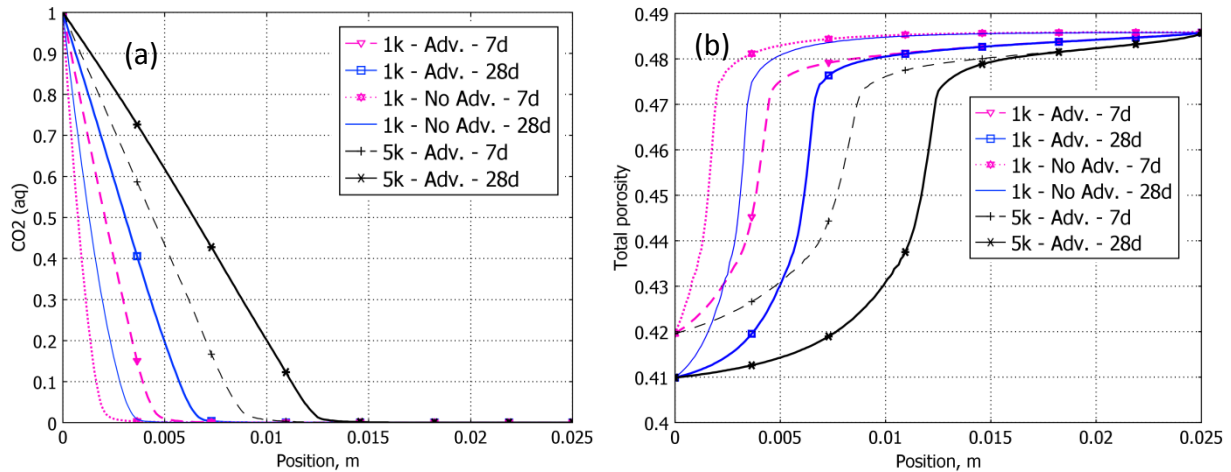 (a)
1
0.9
0.8
0.7
0.6
0.5
0.4
0.3
0.2
0.1
0
CO2 (aq)
0 0.005 0.01 0.015 0.02 0.025
Position, m
1k - Adv. - 7d
1k - Adv. - 28d
1k - No Adv. - 7d
1k - No Adv. - 28d
5k - Adv. - 7d
5k - Adv. - 28d
(b)
0.49
0.48
0.47
0.46
0.45
0.44
0.43
0.42
0.41
0.4
Total porosity
0 0.005 0.01 0.015 0.02 0.025
Position, m
1k - Adv. - 7d
1k - Adv. - 28d
1k - No Adv. - 7d
1k - No Adv. - 28d
5k - Adv. - 7d
5k - Adv. - 28d